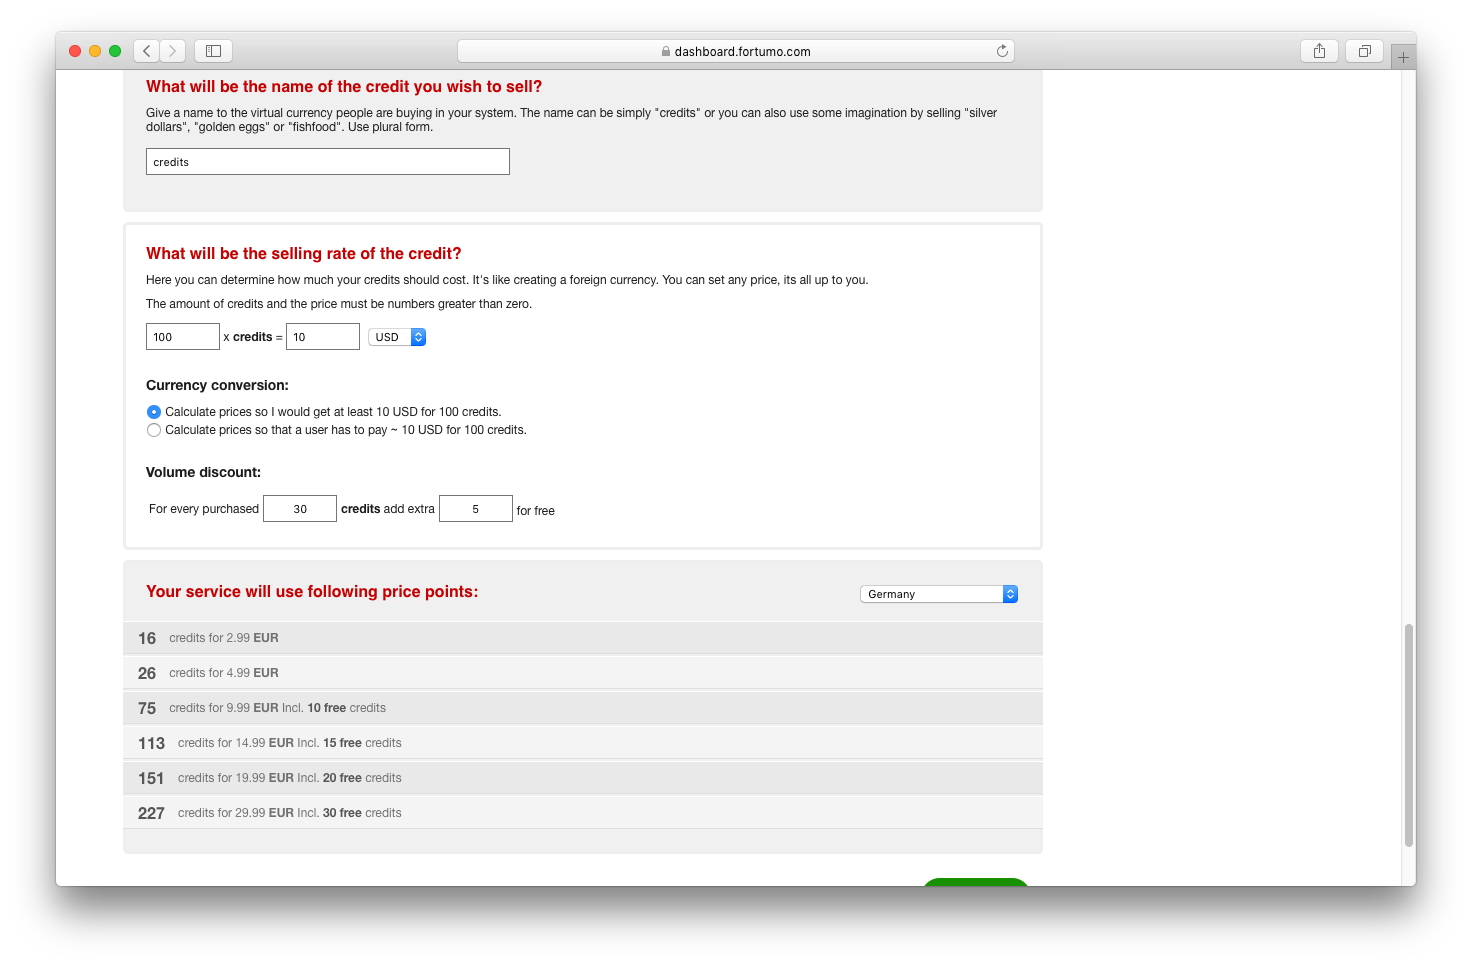 dashboard.fortumo.com
What will be the name of the credit you wish to sell?
Give a name to the virtual currency people are buying in your system. The name can be simply "credits" or you can also use some imagination by selling "silver
dollars", "golden eggs" or "fishfood". Use plural form.
credits
What will be the selling rate of the credit?
Here you can determine how much your credits should cost. It's like creating a foreign currency. You can set any price, its all up to you.
The amount of credits and the price must be numbers greater than zero.
100 x credits = 10 USD
Currency conversion:
Calculate prices so I would get at least 10 USD for 100 credits.
Calculate prices so that a user has to pay ~ 10 USD for 100 credits.
Volume discount:
For every purchased 30 credits add extra 5 for free
Your service will use following price points: Germany
16 credits for 2.99 EUR
26 credits for 4.99 EUR
75 credits for 9.99 EUR Incl. 10 free credits
113 credits for 14.99 EUR Incl. 15 free credits
151 credits for 19.99 EUR Incl. 20 free credits
227 credits for 29.99 EUR Incl. 30 free credits